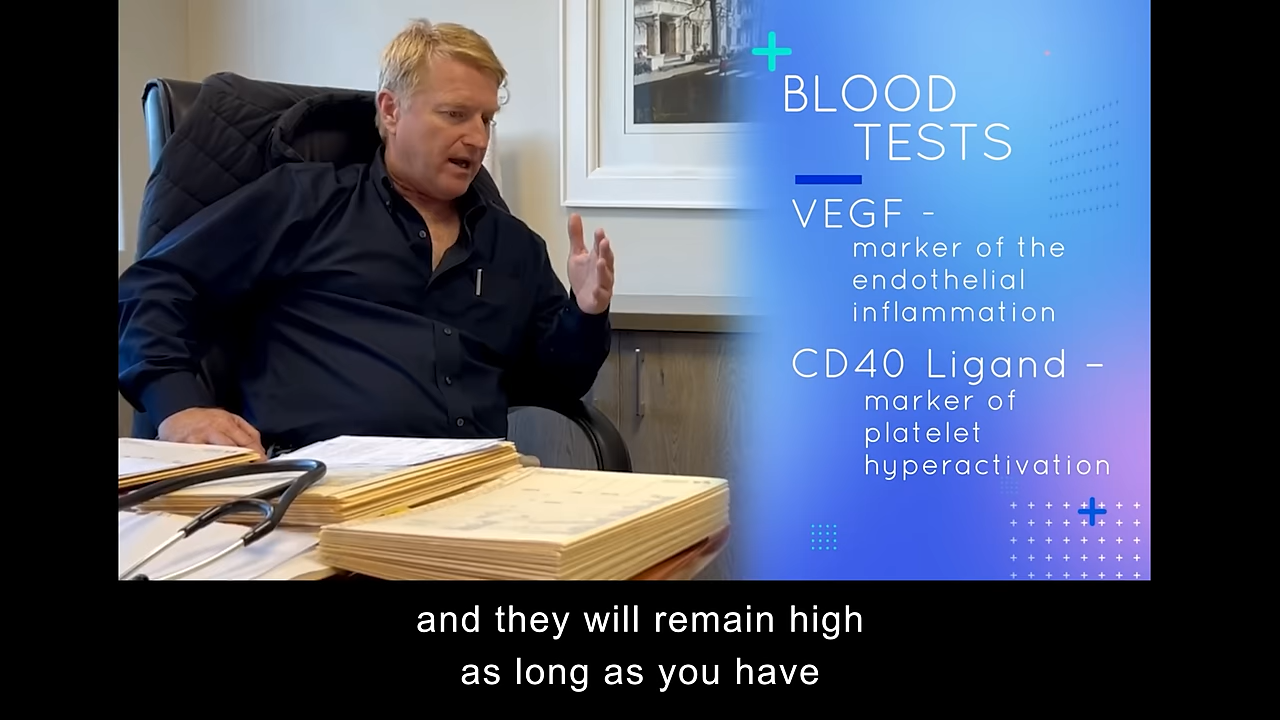 BLOOD
TESTS
VEGF -
marker of the
endothelial
inflammation
CD40 Ligand –
marker of
platelet
hyperactivation
and they will remain high
as long as you have